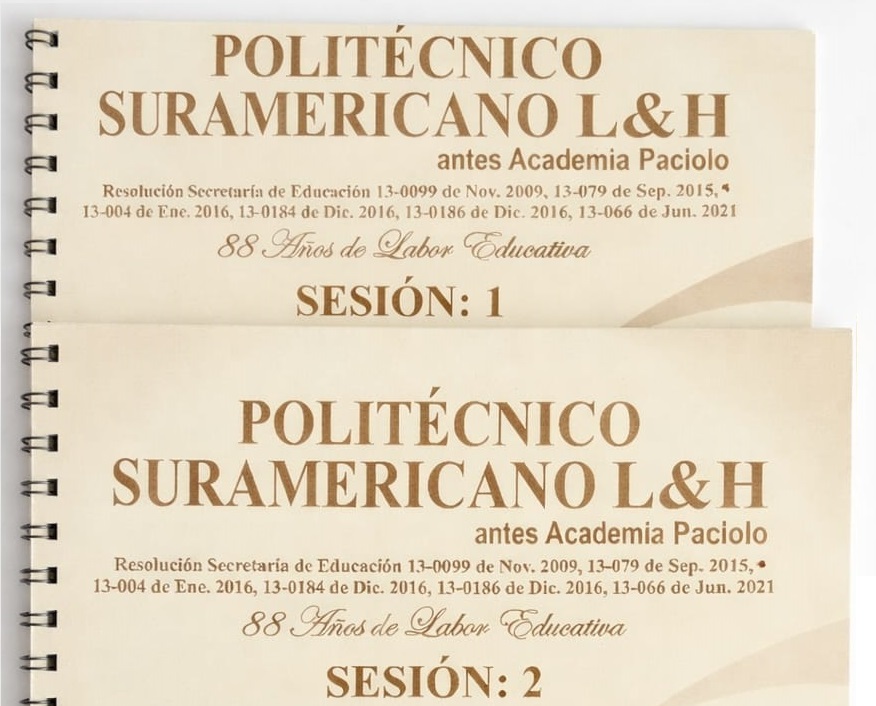 POLITÉCNICO
SURAMERICANO L&H
antes Academia Paciolo
Resolución Secretaría de Educación 13-0099 de Nov. 2009, 13-079 de Sep. 2015,
13-004 de Ene. 2016, 13-0184 de Dic. 2016, 13-0186 de Dic. 2016, 13-066 de Jun. 2021
88 Años de Labor Educativa
SESIÓN: 1
POLITÉCNICO
SURAMERICANO L&H
antes Academia Paciolo
Resolución Secretaría de Educación 13-0099 de Nov. 2009, 13-079 de Sep. 2015,
13-004 de Ene. 2016, 13-0184 de Dic. 2016, 13-0186 de Dic. 2016, 13-066 de Jun. 2021
88 Años de Labor Educativa
SESIÓN: 2